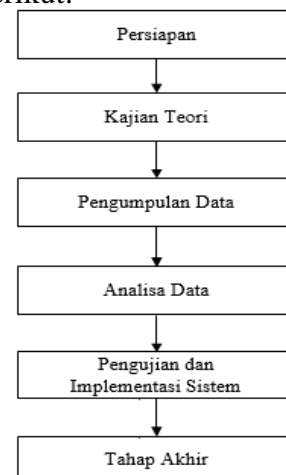 Persiapan
Kajian Teori
Pengumpulan Data
Analisa Data
Pengujian dan
Implementasi Sistem
Tahap Akhir